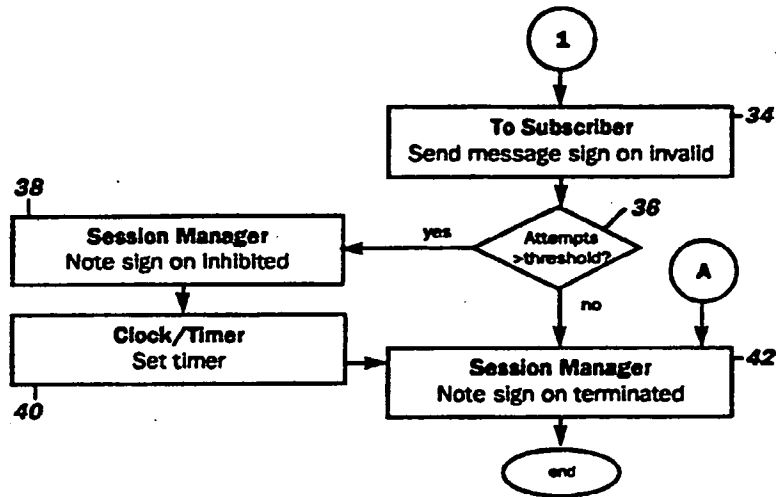 1
34
To Subscriber
Send message sign on invalid
36
Attempts
>threshold?
yes
no
38
Session Manager
Note sign on inhibited
A
Clock/Timer
Set timer
40
Session Manager
Note sign on terminated
42
end